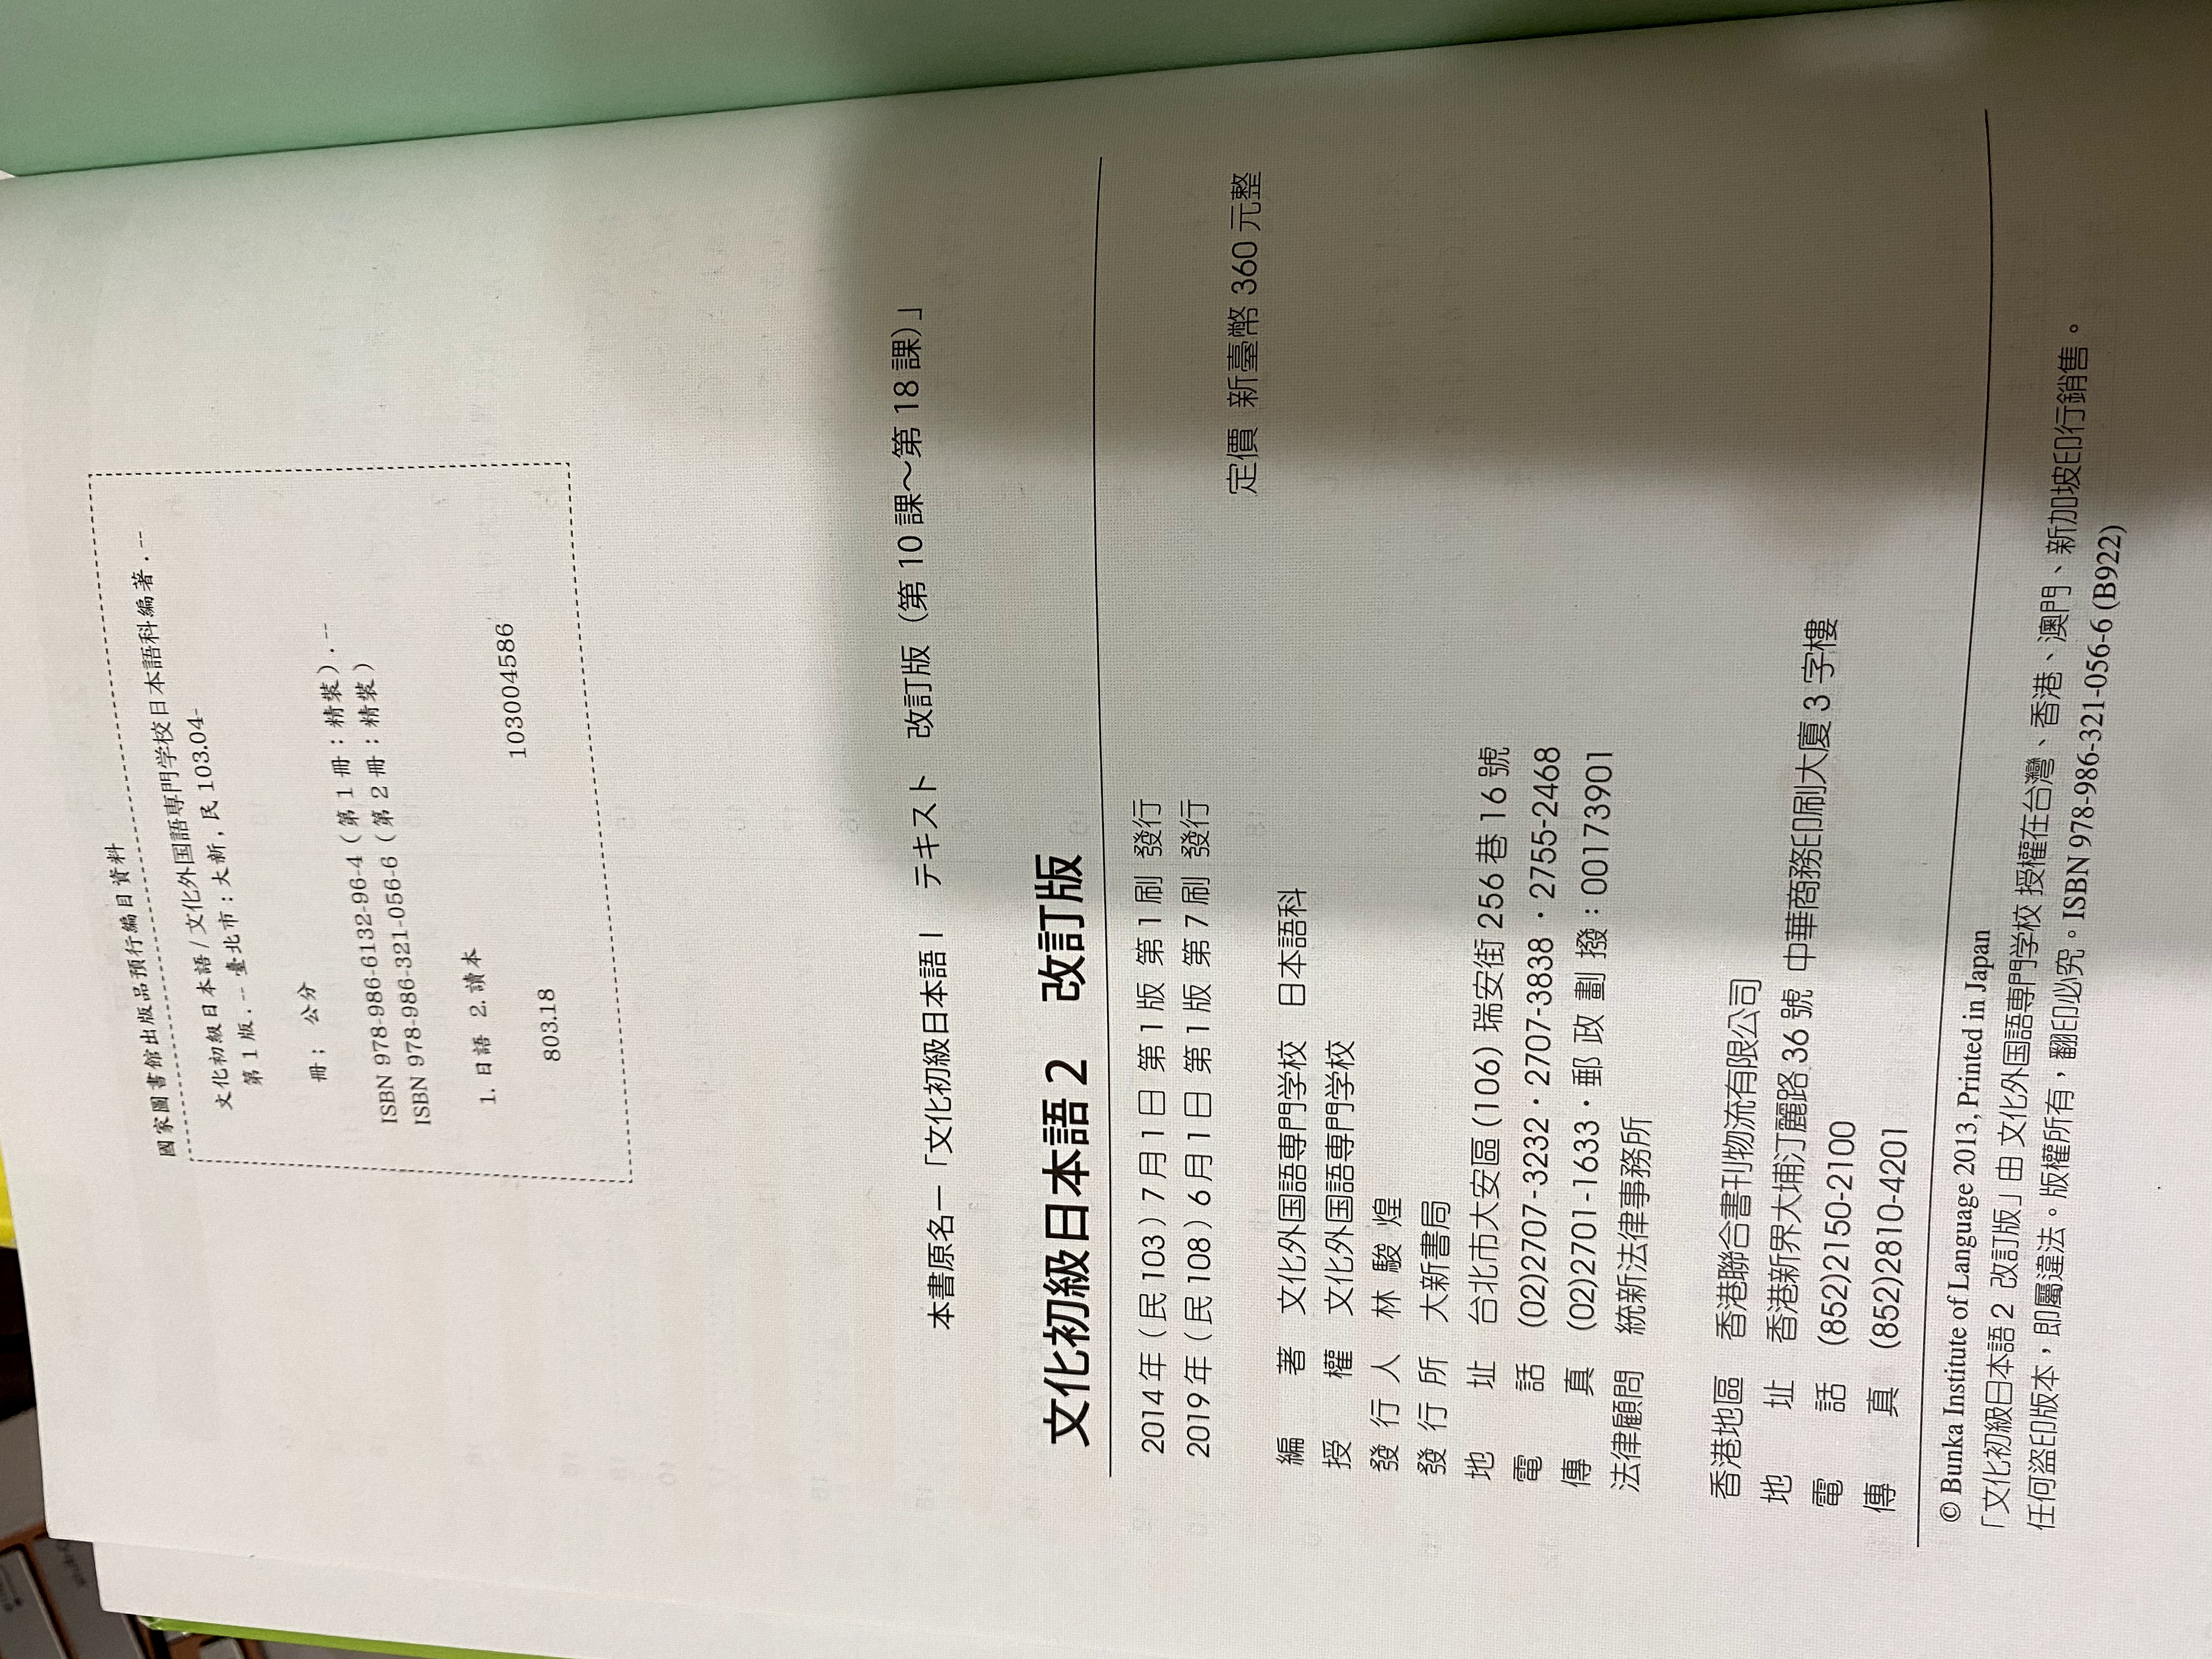 國家圖書館出版品預行編目資料
文化初級日本語 / 文化外国語専門学校日本語科編著. --
第 1 版. -- 臺北市：大新, 民 103.04-
冊； 公分
ISBN 978-986-6132-96-4（第 1 冊：精裝）. --
ISBN 978-986-321-056-6（第 2 冊：精裝）
1. 日語 2. 讀本
803.18 103004586
本書原名－「文化初級日本語Ⅰ テキスト 改訂版（第 10 課～第 18 課）」
文化初級日本語 2 改訂版
2014 年（民 103）7 月 1 日 第 1 版 第 1 刷 發行
2019 年（民 108）6 月 1 日 第 1 版 第 7 刷 發行
定價 新臺幣 360 元整
編 著 文化外国語専門学校 日本語科
授 權 文化外国語専門学校
發 行 人 林 駿 煌
發 行 所 大新書局
地 址 台北市大安區 (106) 瑞安街 256 巷 16 號
電 話 (02)2707-3232・2707-3838・2755-2468
傳 真 (02)2701-1633・郵 政 劃 撥：00173901
法律顧問 統新法律事務所
香港地區 香港聯合書刊物流有限公司
地 址 香港新界大埔汀麗路 36 號 中華商務印刷大廈 3 字樓
電 話 (852)2150-2100
傳 真 (852)2810-4201
© Bunka Institute of Language 2013, Printed in Japan
「文化初級日本語 2 改訂版」由 文化外国語専門学校 授權在台灣、香港、澳門、新加坡印行銷售。
任何盜印版本，即屬違法。版權所有，翻印必究。ISBN 978-986-321-056-6 (B922)